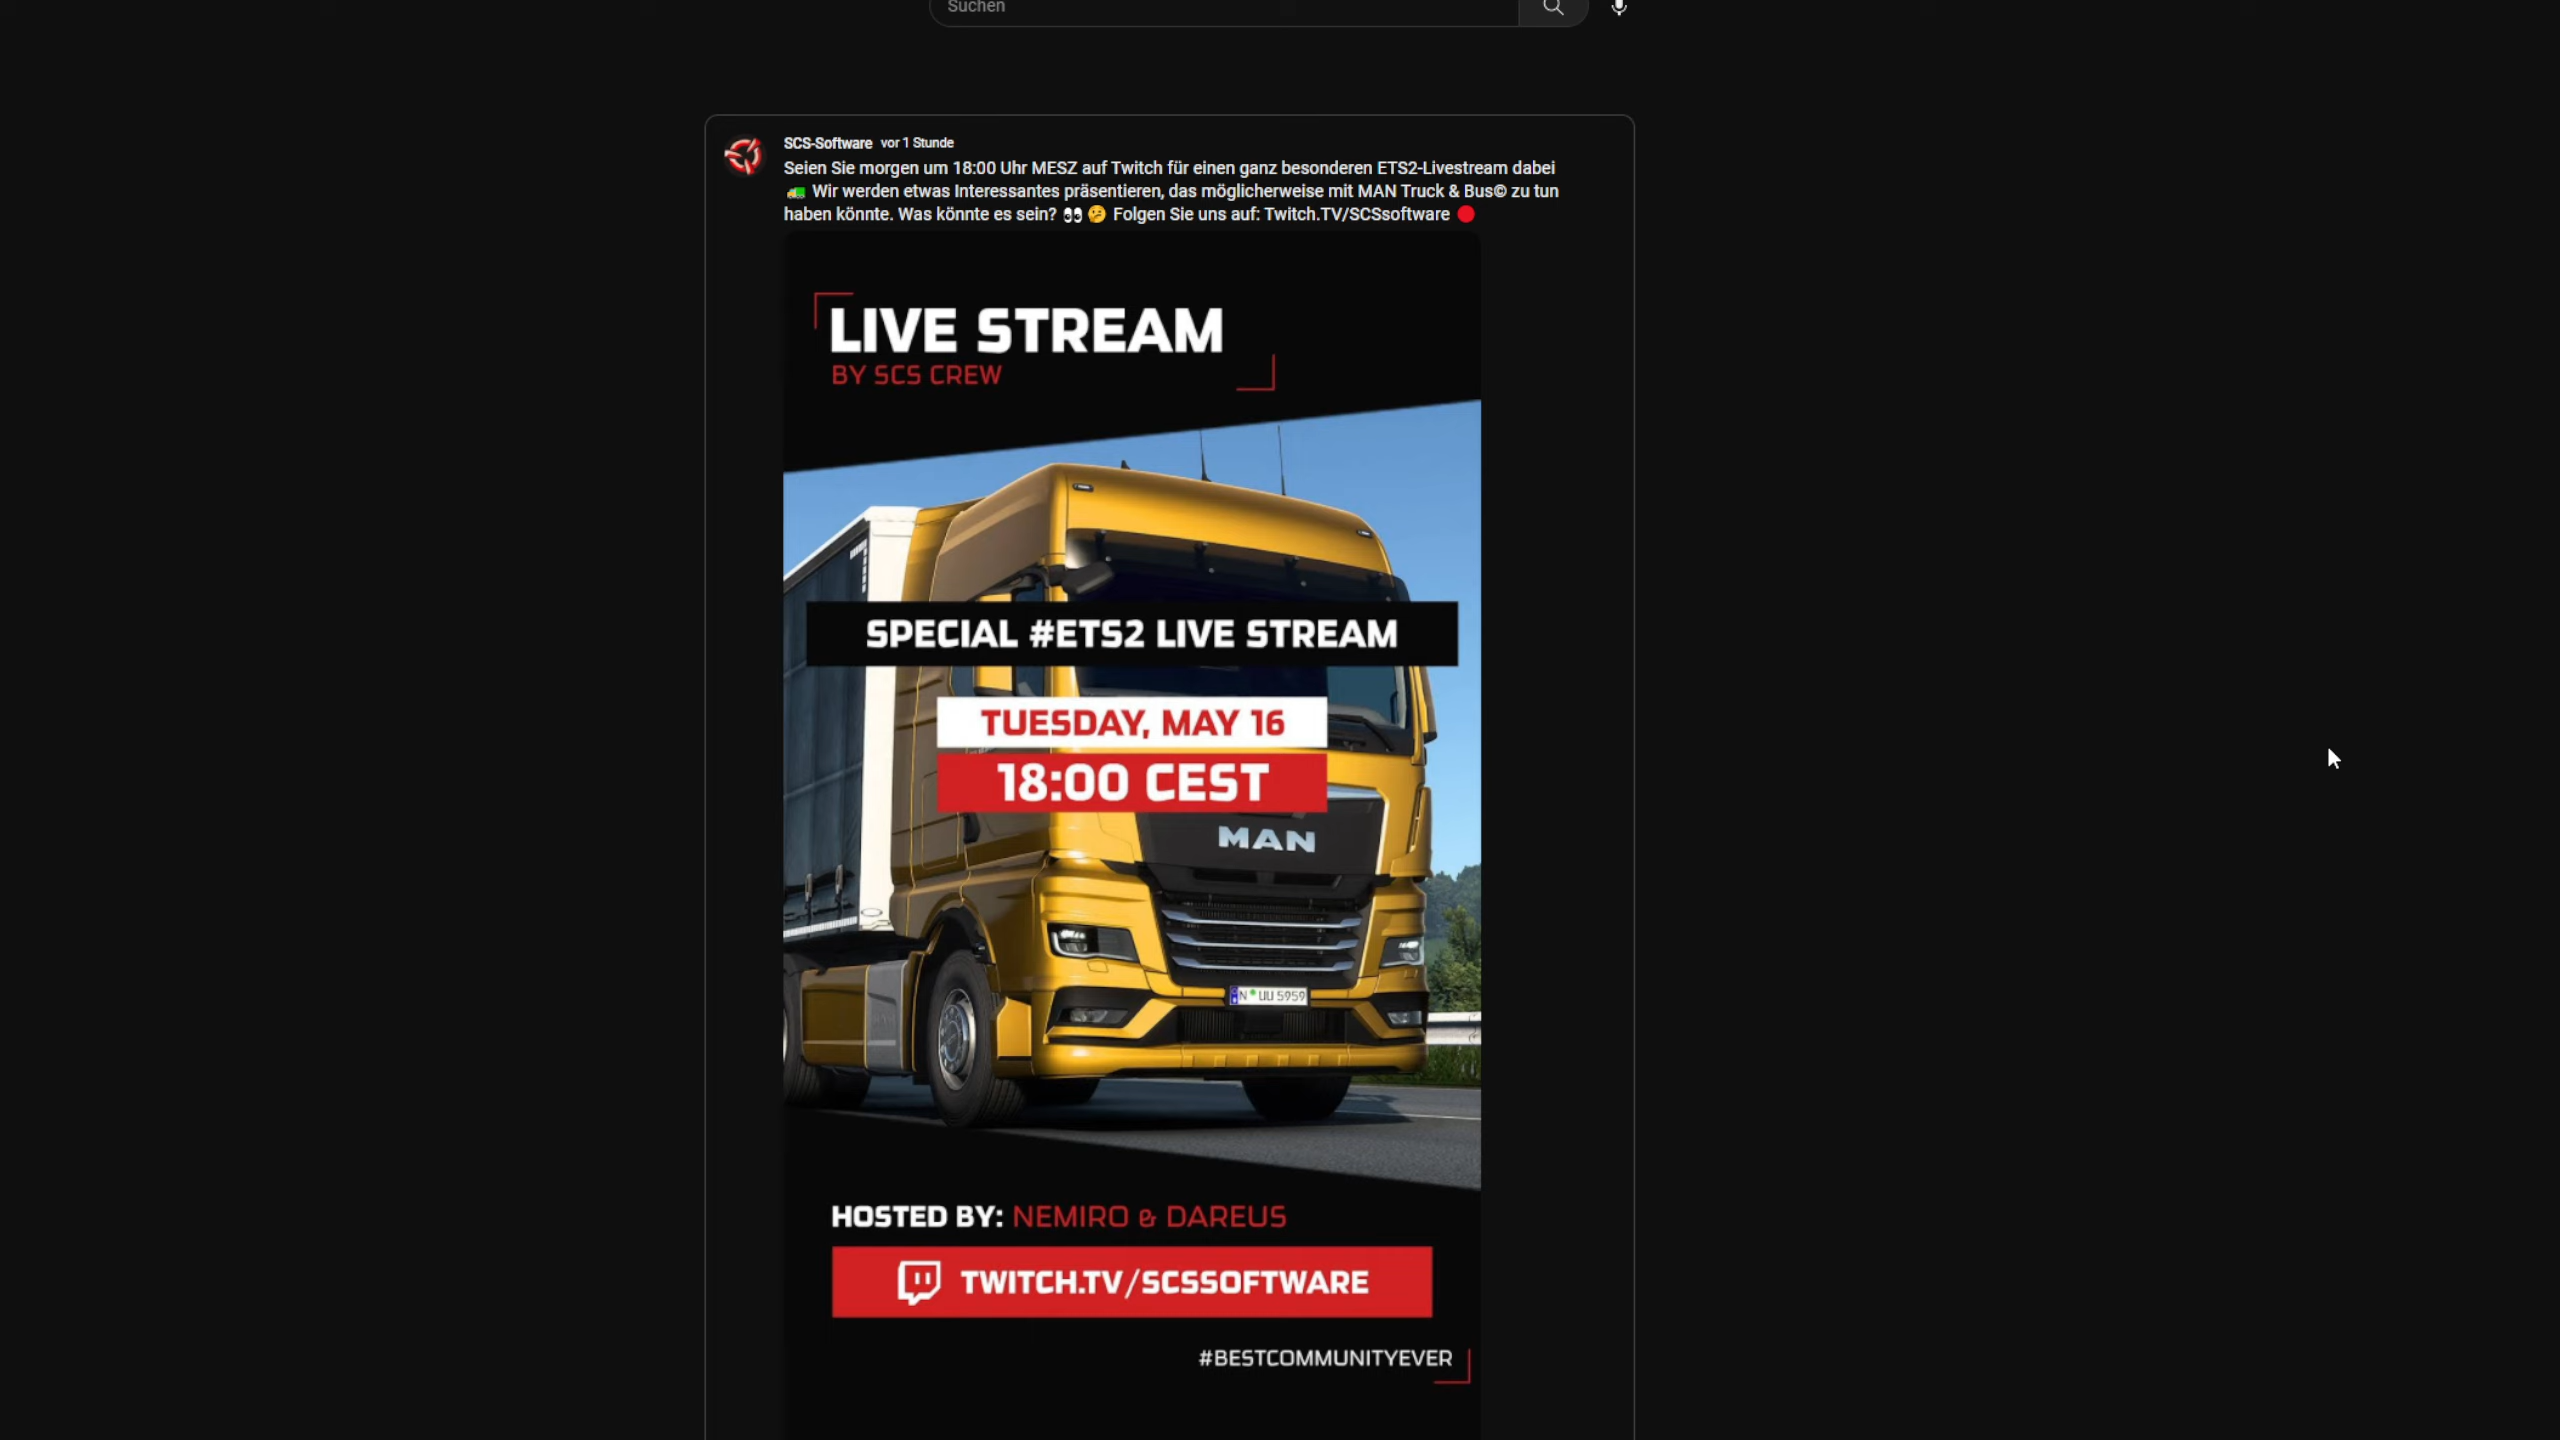 Suchen
SCS-Software vor 1 Stunde
Seien Sie morgen um 18:00 Uhr MESZ auf Twitch für einen ganz besonderen ETS2-Livestream dabei
🚛 Wir werden etwas Interessantes präsentieren, das möglicherweise mit MAN Truck & Bus© zu tun
haben könnte. Was könnte es sein? 👀 🤔 Folgen Sie uns auf: Twitch.TV/SCSsoftware 🔴
LIVE STREAM
BY SCS CREW
SPECIAL #ETS2 LIVE STREAM
TUESDAY, MAY 16
18:00 CEST
MAN
N UU 5959
HOSTED BY: NEMIRO & DAREUS
TWITCH.TV/SCSSOFTWARE
#BESTCOMMUNITYEVER